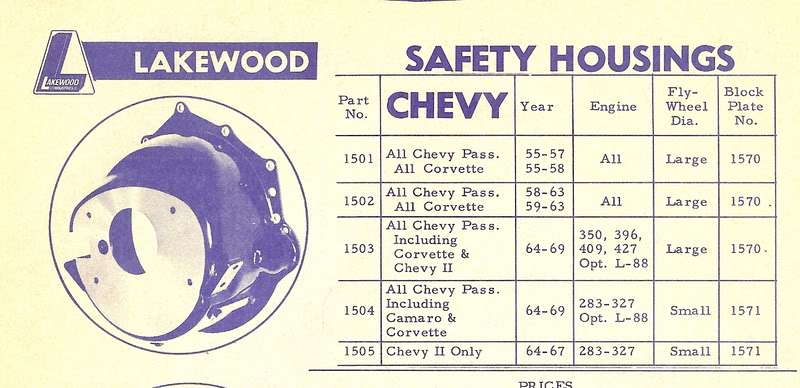 LAKEWOOD
LAKEWOOD
INDUSTRIES
SAFETY HOUSINGS
Part No. CHEVY Year Engine Fly-Wheel Dia. Block Plate No.
1501 All Chevy Pass. 55-57 All Large 1570
All Corvette 55-58
1502 All Chevy Pass. 58-63 All Large 1570
All Corvette 59-63
1503 All Chevy Pass. 64-69 350, 396, Large 1570
Including 409, 427
Corvette & Opt. L-88
Chevy II
1504 All Chevy Pass. 64-69 283-327 Small 1571
Including Opt. L-88
Camaro &
Corvette
1505 Chevy II Only 64-67 283-327 Small 1571
PRICES